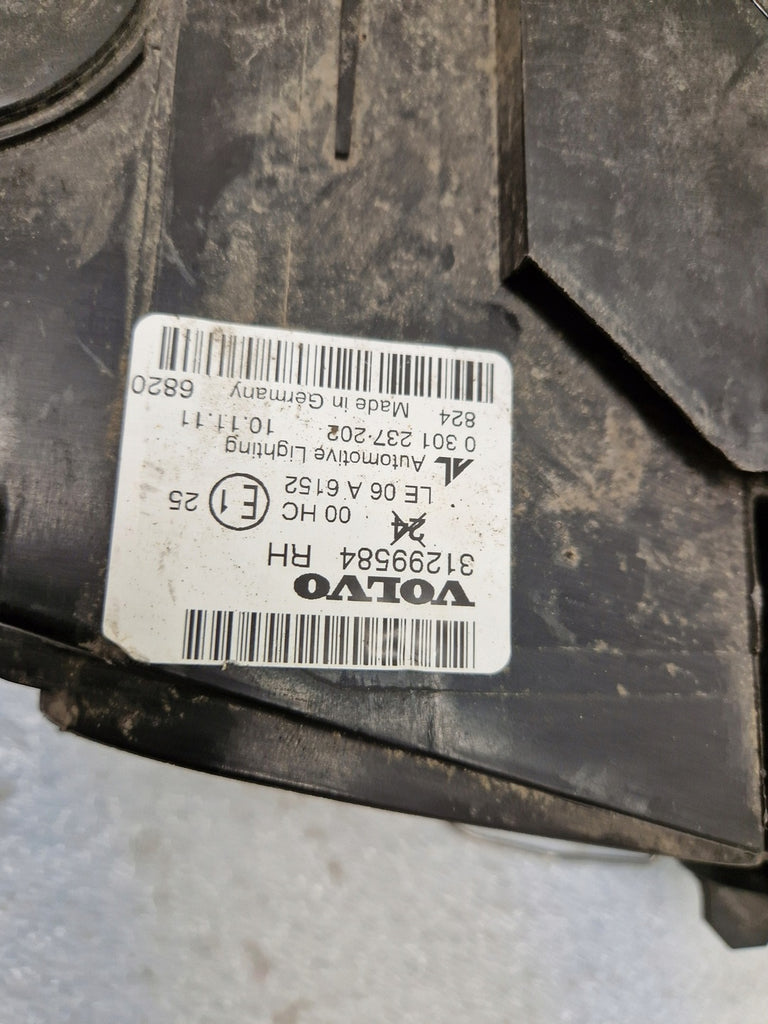 VOLVO
31299584 RH
24 00 HC E1 25
LE 06 A 6152
AL Automotive Lighting
0 301 237-202 10.11.11
824 Made in Germany 6820